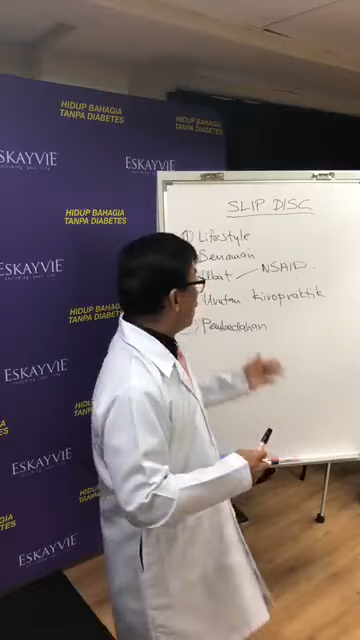 HIDUP BAHAGIA
TANPA DIABETES
HIDUP BAHAGIA
TANPA DIABETES
ESKAYVIE
ESKAYVIE
HIDUP BAHAGIA
TANPA DIABETES
ESKAYVIE
HIDUP BAHAGIA
TANPA DIABETES
ESKAYVIE
ESKAYVIE
ESKAYVIE
SLIP DISC
1) Lifestyle
Senaman
Ubat — NSAID.
Urutan Kiropraktik
Pembedahan